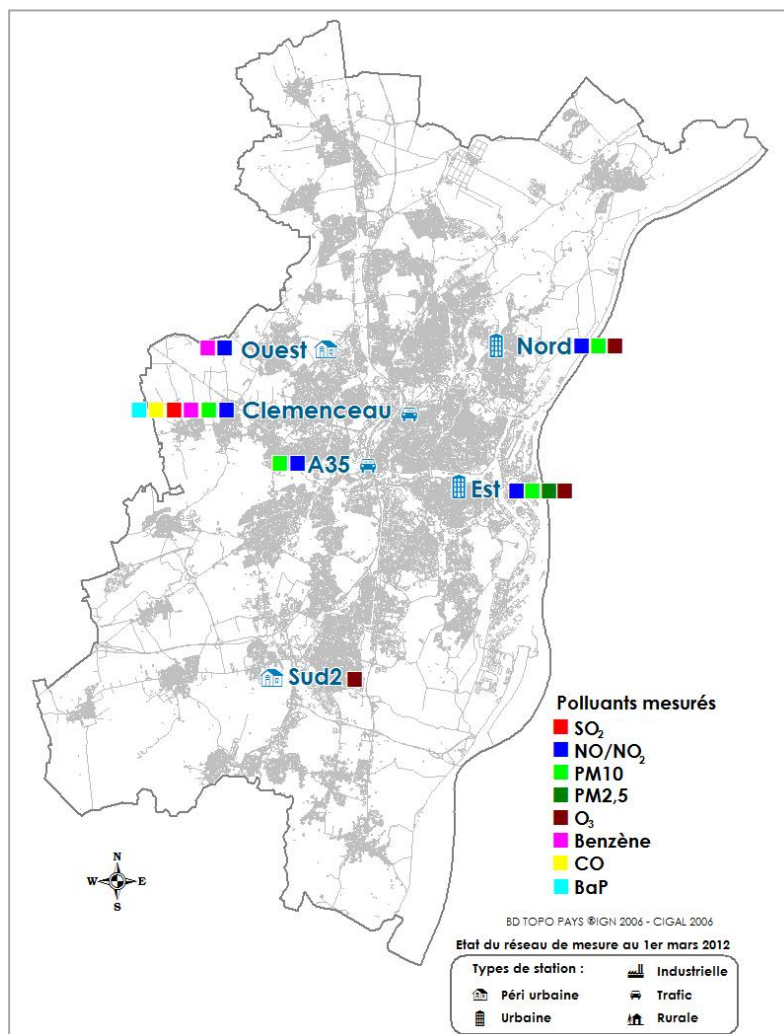 Ouest
Nord
Clemenceau
A35
Est
Sud2
Polluants mesurés
SO₂
NO/NO₂
PM10
PM2,5
O₃
Benzène
CO
BaP
N
W E
S
BD TOPO PAYS ®IGN 2006 - CIGAL 2006
Etat du réseau de mesure au 1er mars 2012
Types de station :
Industrielle
Péri urbaine
Trafic
Urbaine
Rurale